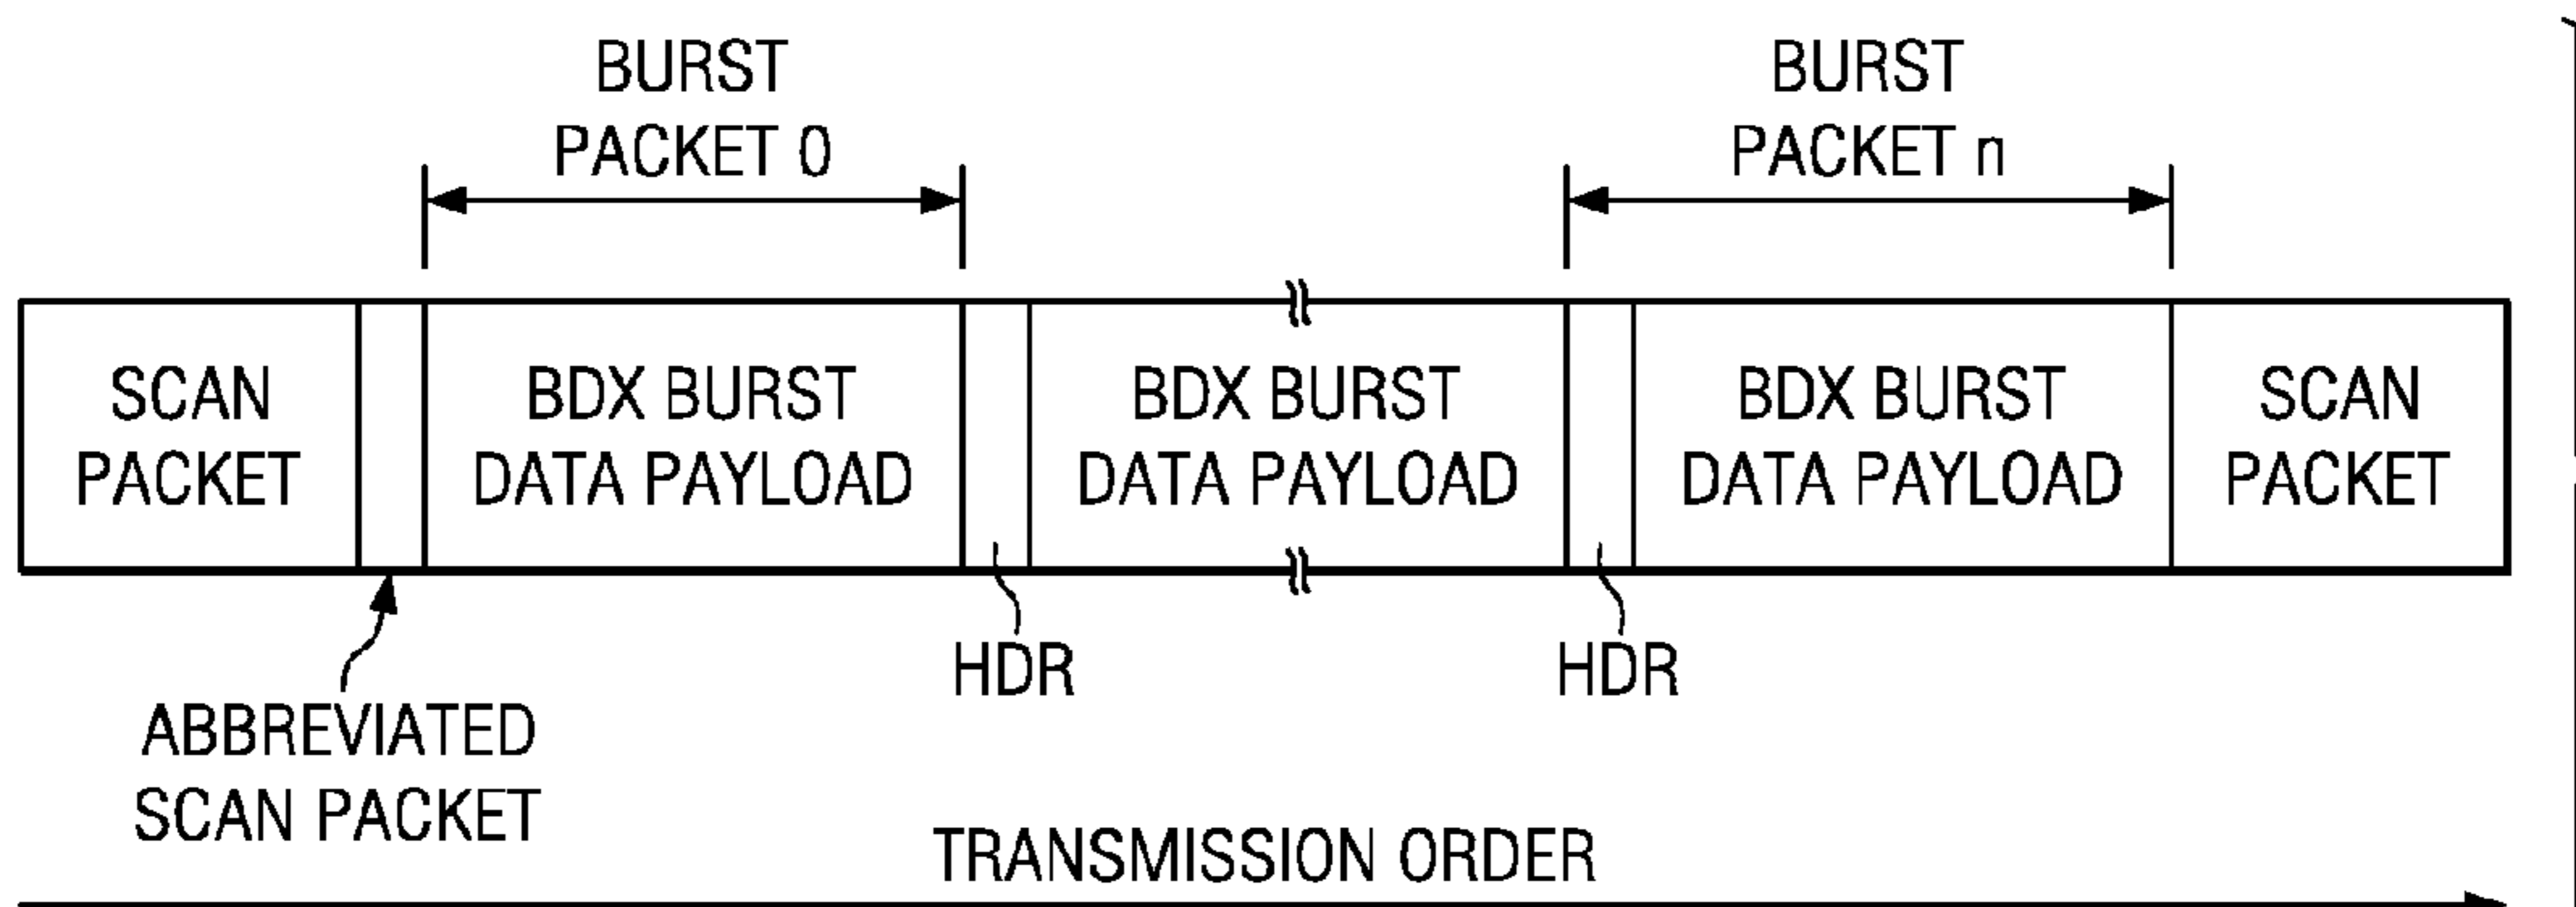 BURST
PACKET 0
BURST
PACKET n
SCAN
PACKET
BDX BURST
DATA PAYLOAD
BDX BURST
DATA PAYLOAD
BDX BURST
DATA PAYLOAD
SCAN
PACKET
HDR
HDR
ABBREVIATED
SCAN PACKET
TRANSMISSION ORDER